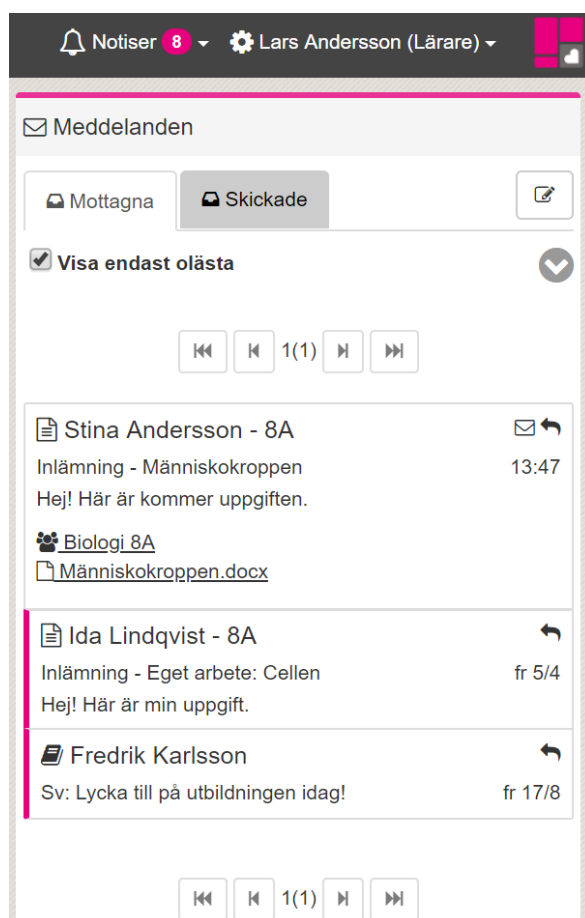 Notiser 8 Lars Andersson (Lärare)
Meddelanden
Mottagna Skickade
Visa endast olästa
1(1)
Stina Andersson - 8A
Inlämning - Människokroppen 13:47
Hej! Här är kommer uppgiften.
Biologi 8A
Människokroppen.docx
Ida Lindqvist - 8A
Inlämning - Eget arbete: Cellen fr 5/4
Hej! Här är min uppgift.
Fredrik Karlsson
Sv: Lycka till på utbildningen idag! fr 17/8
1(1)